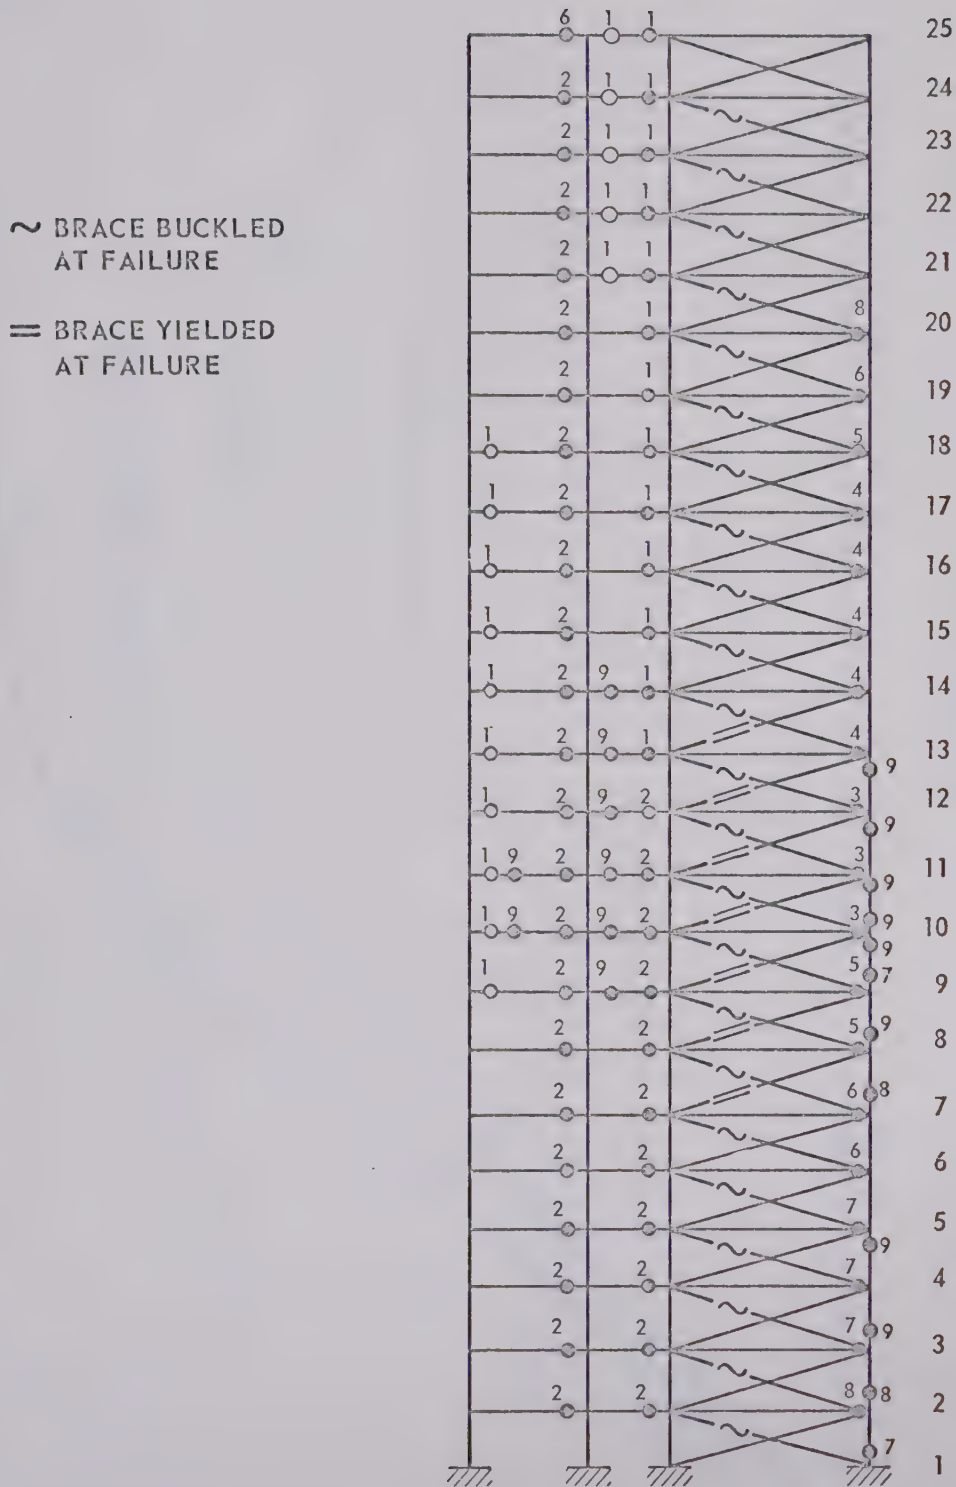 6 1 1 25
2 1 1 24
2 1 1 23
2 1 1 22
2 1 1 21
~ BRACE BUCKLED
AT FAILURE
= BRACE YIELDED
AT FAILURE
2 1 8 20
2 1 6 19
1 2 1 5 18
1 2 1 4 17
1 2 1 4 16
1 2 1 4 15
1 2 9 1 4 14
1 2 9 1 4 13
9
1 2 9 2 3 12
9
1 9 2 9 2 3 11
9
1 9 2 9 2 3 9 10
9
1 2 9 2 5 7 9
2 2 5 9 8
2 2 6 8 7
2 2 6 6
2 2 7 5
9
2 2 7 4
2 2 7 9 3
2 2 8 8 2
7
1